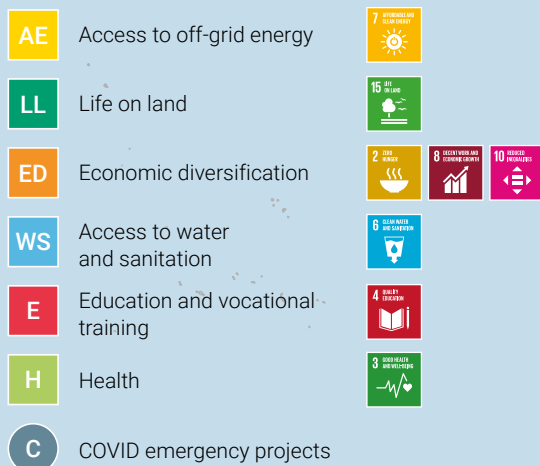 AE Access to off-grid energy
7 AFFORDABLE AND
CLEAN ENERGY
LL Life on land
15 LIFE
ON LAND
ED Economic diversification
2 ZERO
HUNGER
8 DECENT WORK AND
ECONOMIC GROWTH
10 REDUCED
INEQUALITIES
WS Access to water
and sanitation
6 CLEAN WATER
AND SANITATION
E Education and vocational
training
4 QUALITY
EDUCATION
H Health
3 GOOD HEALTH
AND WELL-BEING
C COVID emergency projects